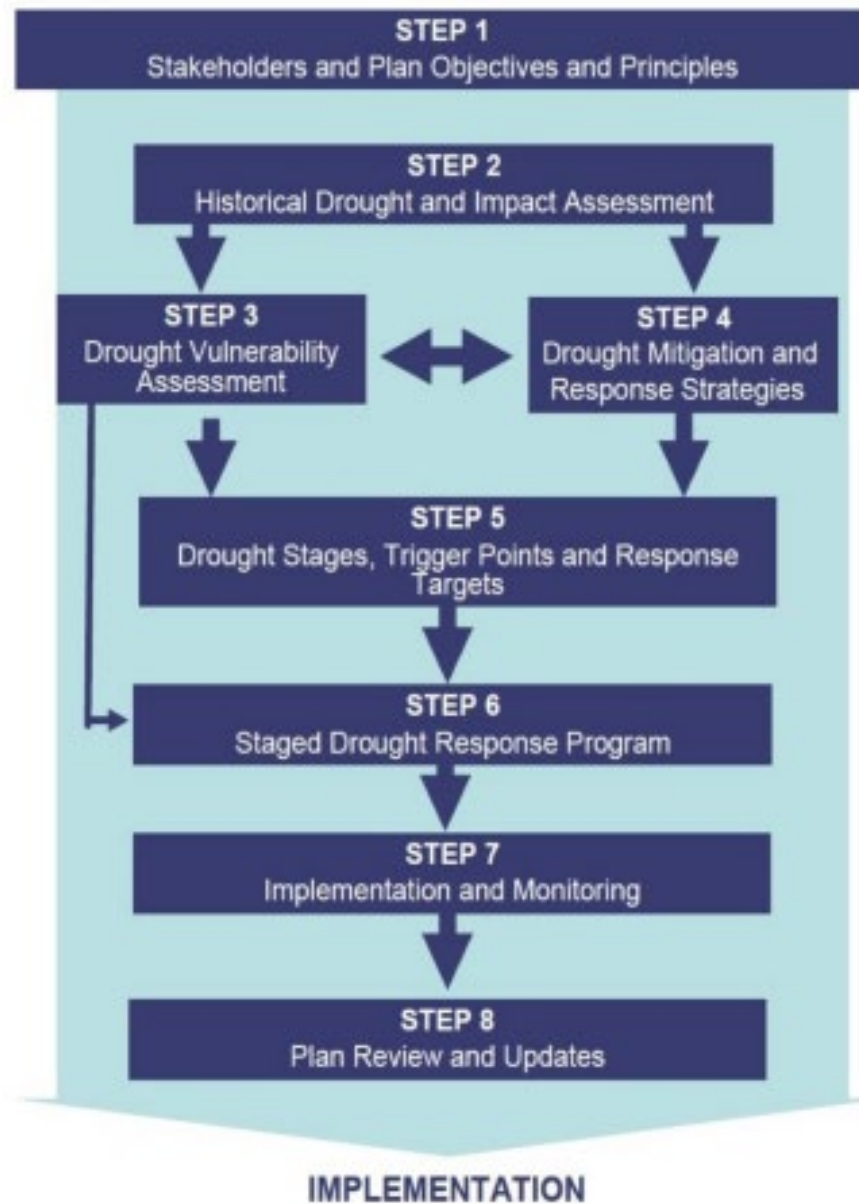 STEP 1
Stakeholders and Plan Objectives and Principles
STEP 2
Historical Drought and Impact Assessment
STEP 3
Drought Vulnerability
Assessment
STEP 4
Drought Mitigation and
Response Strategies
STEP 5
Drought Stages, Trigger Points and Response
Targets
STEP 6
Staged Drought Response Program
STEP 7
Implementation and Monitoring
STEP 8
Plan Review and Updates
IMPLEMENTATION